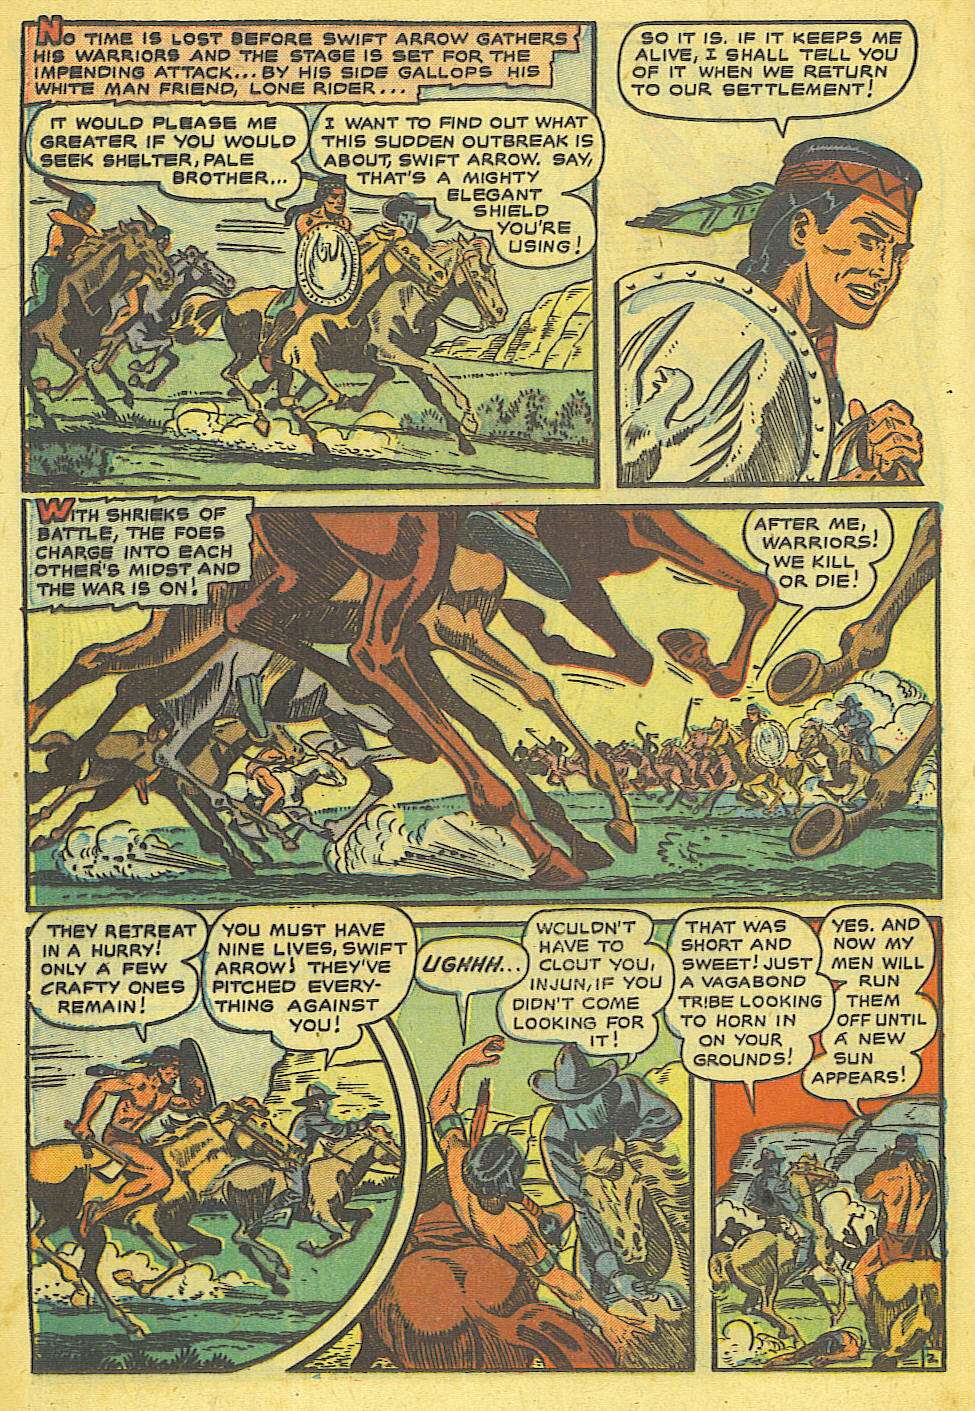 NO TIME IS LOST BEFORE SWIFT ARROW GATHERS
HIS WARRIORS AND THE STAGE IS SET FOR THE
IMPENDING ATTACK... BY HIS SIDE GALLOPS HIS
WHITE MAN FRIEND, LONE RIDER...
IT WOULD PLEASE ME
GREATER IF YOU WOULD
SEEK SHELTER, PALE
BROTHER...
I WANT TO FIND OUT WHAT
THIS SUDDEN OUTBREAK IS
ABOUT, SWIFT ARROW. SAY,
THAT'S A MIGHTY
ELEGANT
SHIELD
YOU'RE
USING!
SO IT IS. IF IT KEEPS ME
ALIVE, I SHALL TELL YOU
OF IT WHEN WE RETURN
TO OUR SETTLEMENT!
WITH SHRIEKS OF
BATTLE, THE FOES
CHARGE INTO EACH
OTHER'S MIDST AND
THE WAR IS ON!
AFTER ME,
WARRIORS!
WE KILL
OR DIE!
THEY RETREAT
IN A HURRY!
ONLY A FEW
CRAFTY ONES
REMAIN!
YOU MUST HAVE
NINE LIVES, SWIFT
ARROW! THEY'VE
PITCHED EVERY-
THING AGAINST
YOU!
UGHHH...
WOULDN'T
HAVE TO
CLOUT YOU,
INJUN, IF YOU
DIDN'T COME
LOOKING FOR
IT!
THAT WAS
SHORT AND
SWEET! JUST
A VAGABOND
TRIBE LOOKING
TO HORN IN
ON YOUR
GROUNDS!
YES. AND
NOW MY
MEN WILL
RUN
THEM
OFF UNTIL
A NEW
SUN
APPEARS!
2